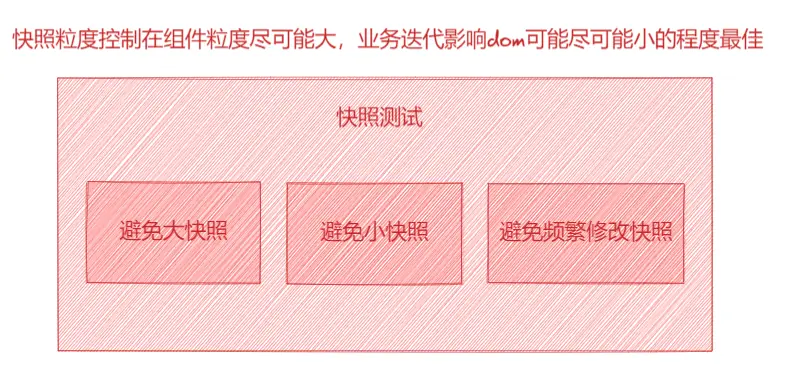 快照粒度控制在组件粒度尽可能大，业务迭代影响dom可能尽可能小的程度最佳
快照测试
避免大快照
避免小快照
避免频繁修改快照